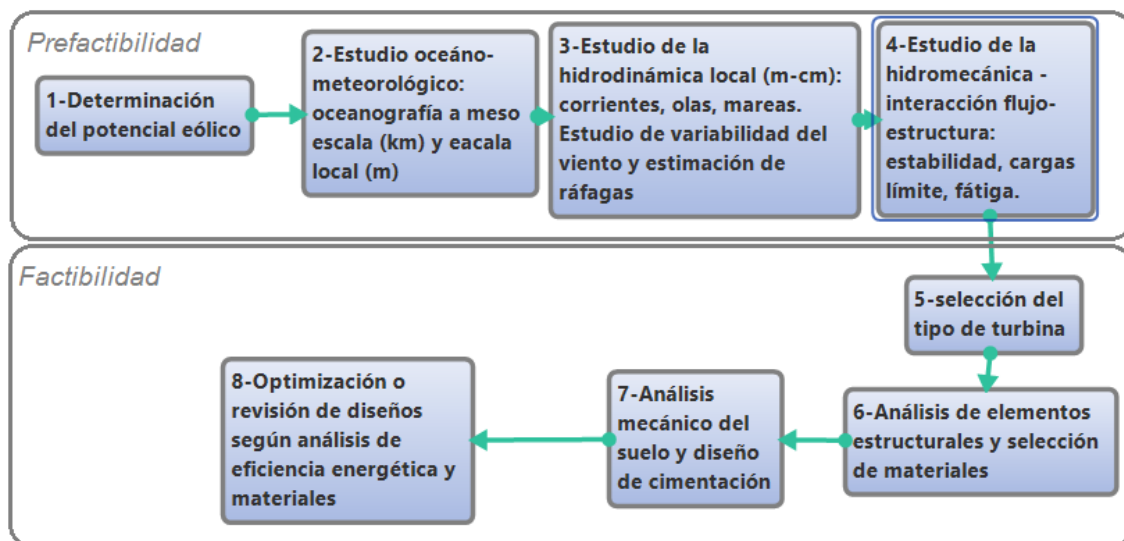 Prefactibilidad
1-Determinación
del potencial eólico
2-Estudio oceáno-
meteorológico:
oceanografía a meso
escala (km) y eacala
local (m)
3-Estudio de la
hidrodinámica local (m-cm):
corrientes, olas, mareas.
Estudio de variabilidad del
viento y estimación de
ráfagas
4-Estudio de la
hidromecánica -
interacción flujo-
estructura:
estabilidad, cargas
límite, fátiga.
Factibilidad
5-selección del
tipo de turbina
6-Análisis de elementos
estructurales y selección
de materiales
7-Análisis
mecánico del
suelo y diseño
de cimentación
8-Optimización o
revisión de diseños
según análisis de
eficiencia energética y
materiales